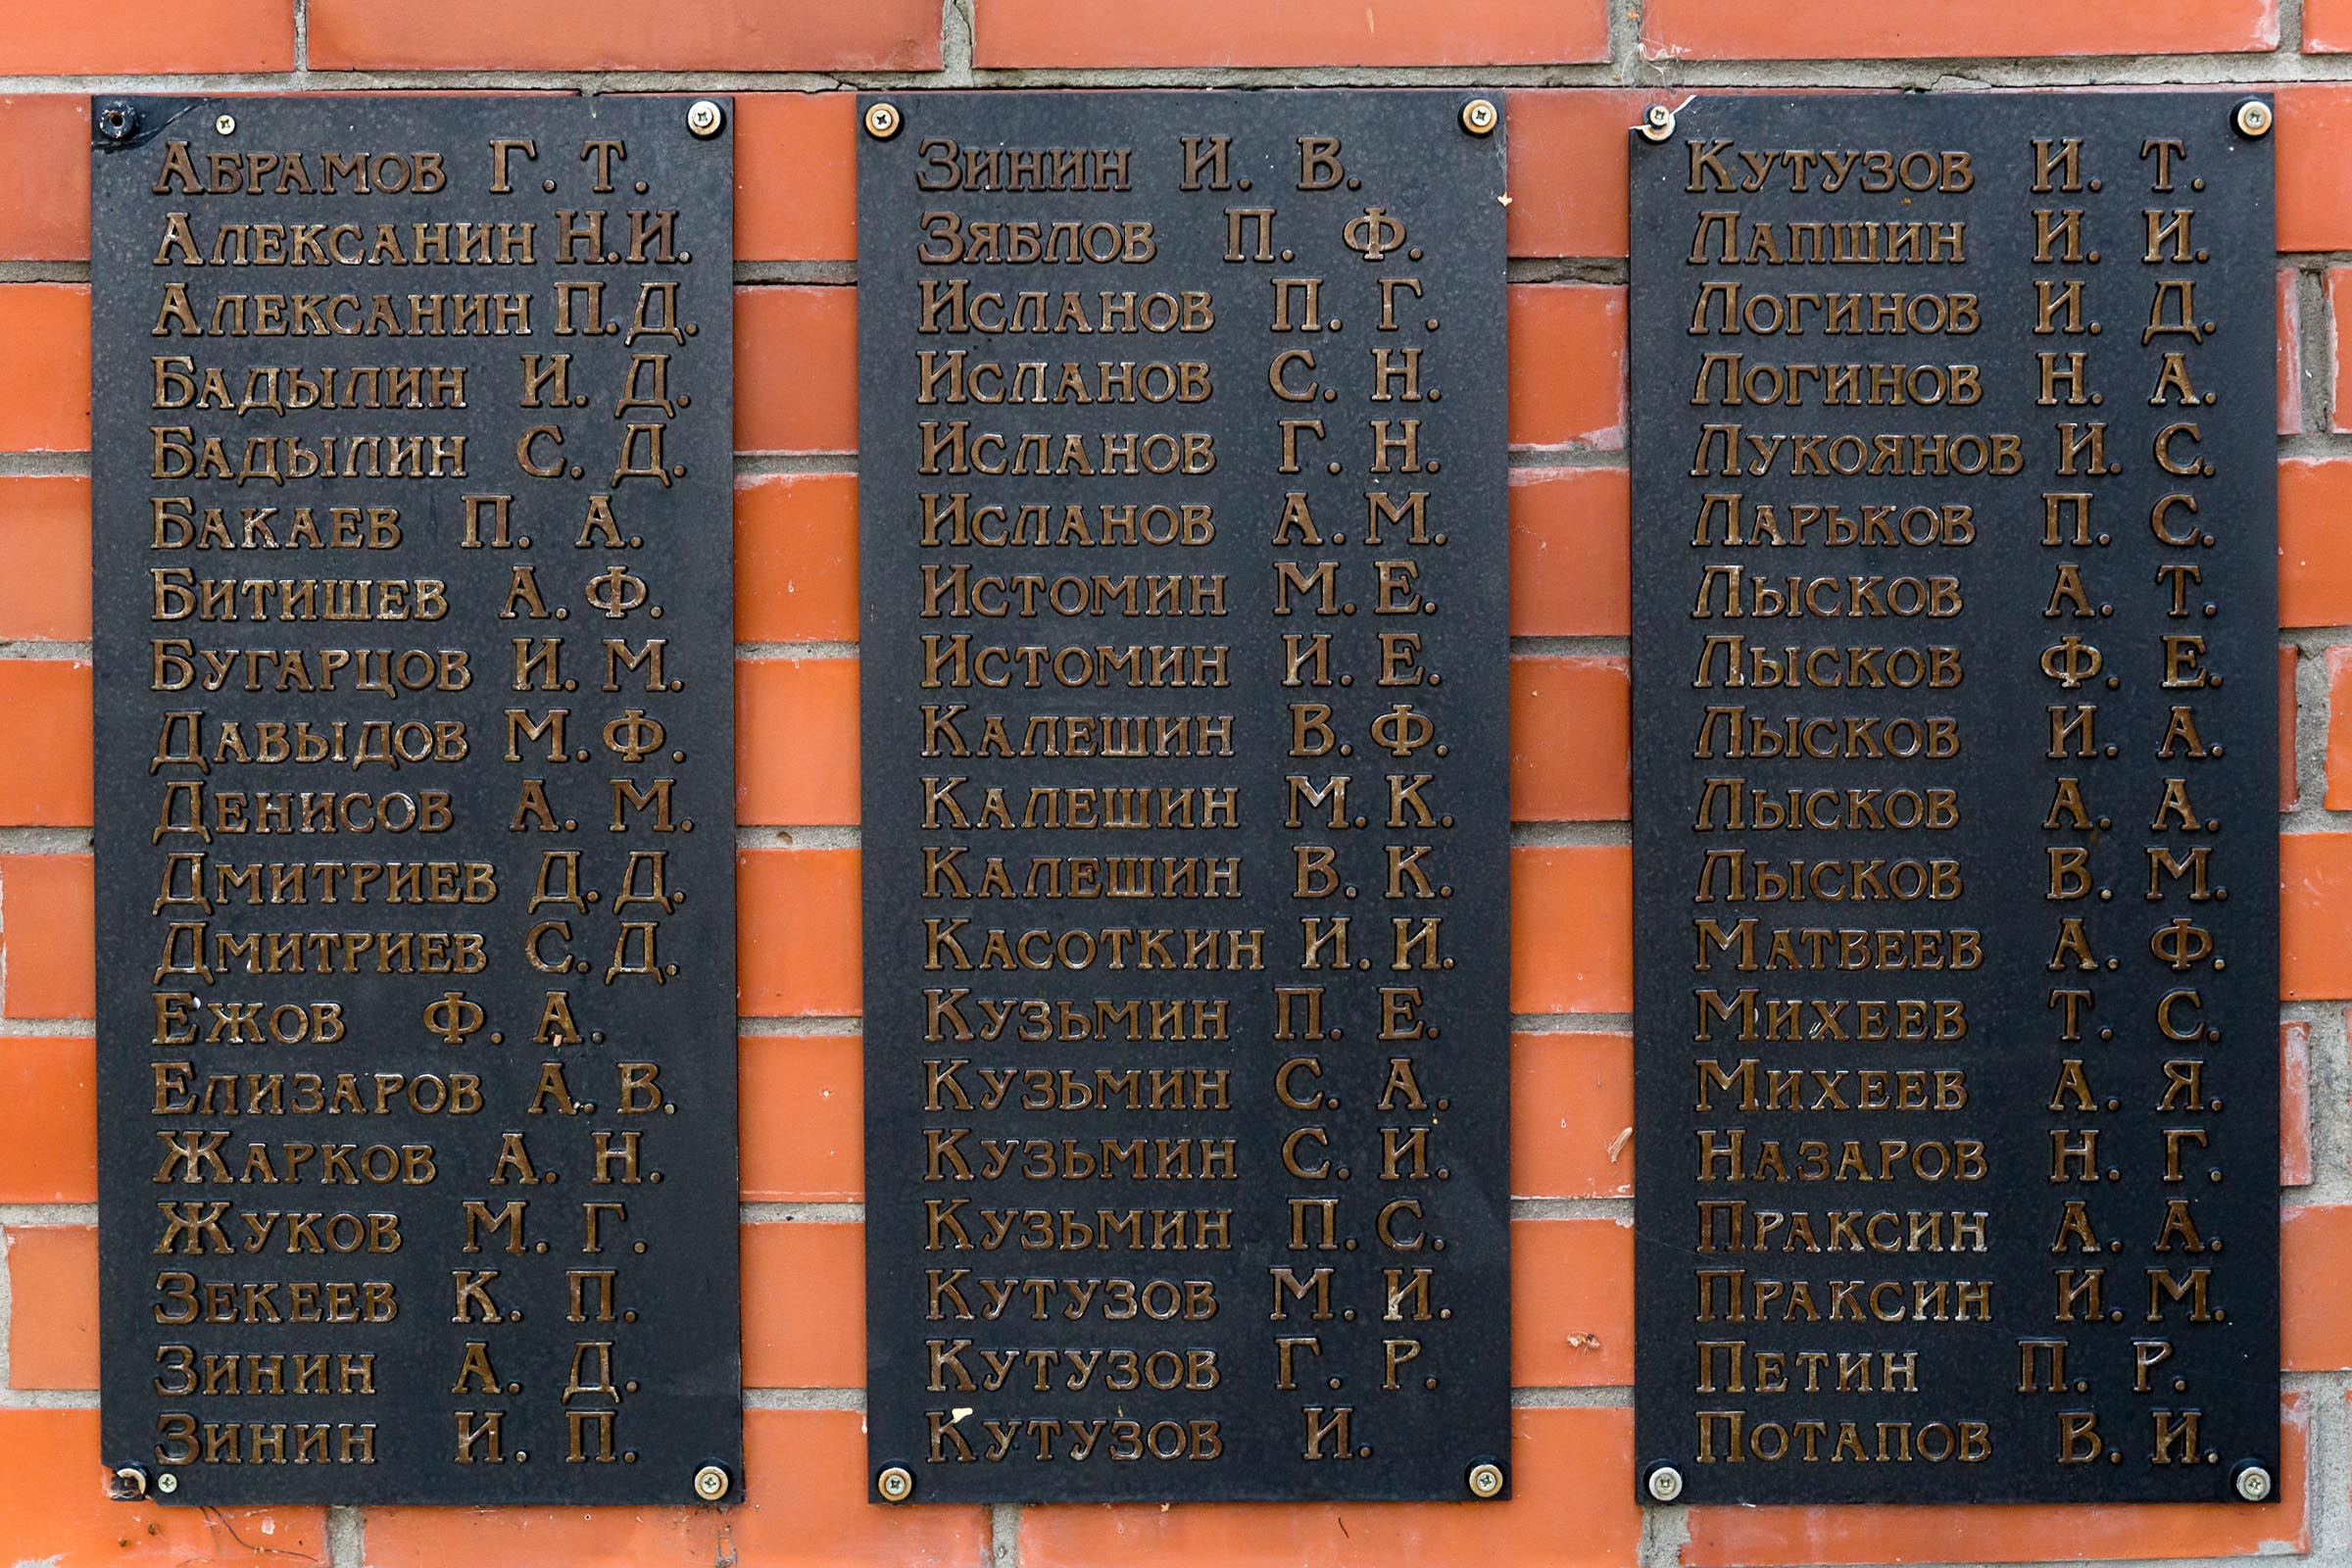 Абрамов Г. Т.
Алексанин Н.И.
Алексанин П.Д.
Бадылин И. Д.
Бадылин С. Д.
Бакаев П. А.
Битишев А. Ф.
Бугарцов И. М.
Давыдов М. Ф.
Денисов А. М.
Дмитриев Д. Д.
Дмитриев С. Д.
Ежов Ф. А.
Елизаров А. В.
Жарков А. Н.
Жуков М. Г.
Зекеев К. П.
Зинин А. Д.
Зинин И. П.
Зинин И. В.
Зяблов П. Ф.
Исланов П. Г.
Исланов С. Н.
Исланов Г. Н.
Исланов А. М.
Истомин М. Е.
Истомин И. Е.
Калешин В. Ф.
Калешин М. К.
Калешин В. К.
Касоткин И. И.
Кузьмин П. Е.
Кузьмин С. А.
Кузьмин С. И.
Кузьмин П. С.
Кутузов М. И.
Кутузов Г. Р.
Кутузов И.
Кутузов И. Т.
Лапшин И. И.
Логинов И. Д.
Логинов Н. А.
Лукоянов И. С.
Ларьков П. С.
Лысков А. Т.
Лысков Ф. Е.
Лысков И. А.
Лысков А. А.
Лысков В. М.
Матвеев А. Ф.
Михеев Т. С.
Михеев А. Я.
Назаров Н. Г.
Праксин А. А.
Праксин И. М.
Петин П. Р.
Потапов В. И.